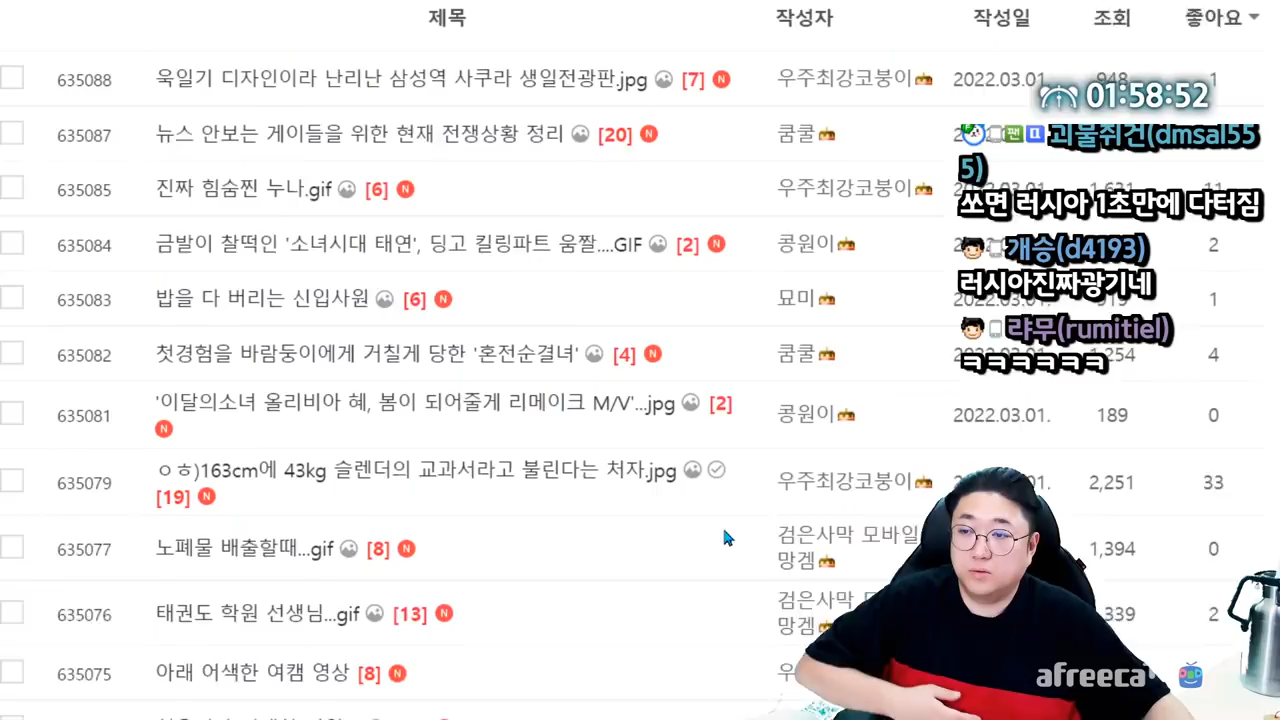 제목 작성자 작성일 조회 좋아요
635088 욱일기 디자인이라 난리난 삼성역 사쿠라 생일전광판.jpg [7] N 우주최강코붕이 2022.03.01. 948 1
01:58:52
635087 뉴스 안보는 게이들을 위한 현재 전쟁상황 정리 [20] N 쿰쿨
팬 괴물쥐건(dmsal55
5)
635085 진짜 힘숨찐 누나.gif [6] N 우주최강코붕이 11
쏘면 러시아 1초만에 다터짐
635084 금발이 찰떡인 '소녀시대 태연', 딩고 킬링파트 움짤....GIF [2] N 콩원이 2
개승(d4193)
러시아진짜광기네
635083 밥을 다 버리는 신입사원 [6] N 묘미 1
랴무(rumitiel)
635082 첫경험을 바람둥이에게 거칠게 당한 '혼전순결녀' [4] N 쿰쿨 4
ㅋㅋㅋㅋㅋㅋ
635081 '이달의소녀 올리비아 혜, 봄이 되어줄게 리메이크 M/V'...jpg [2] 콩원이 2022.03.01. 189 0
N
635079 ㅇㅎ)163cm에 43kg 슬렌더의 교과서라고 불린다는 처자.jpg 우주최강코붕이 2,251 33
[19] N
635077 노폐물 배출할때...gif [8] N 검은사막 모바일 1,394 0
망겜
635076 태권도 학원 선생님...gif [13] N 검은사막 339 2
망겜
635075 아래 어색한 여캠 영상 [8] N 우
afreecaTV